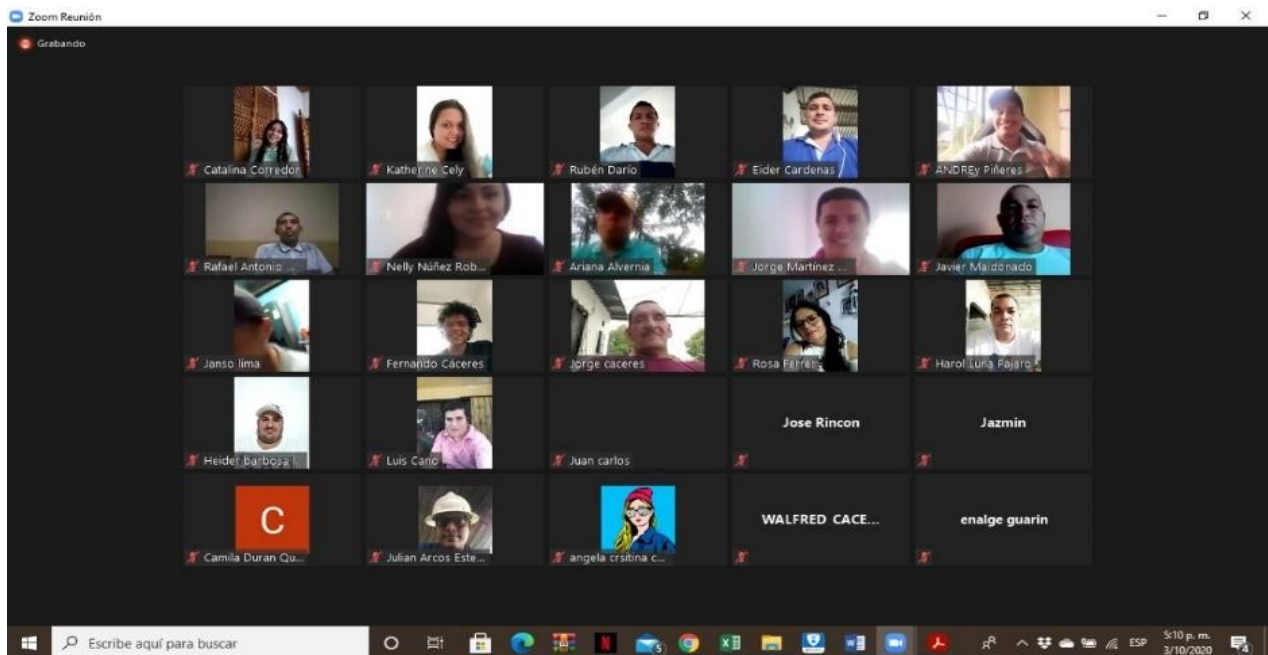 Zoom Reunión
Grabando
Catalina Corredor
Katherine Cely
Rubén Darío
Eider Cardenas
ANDREy Piñeres
Rafael Antonio ...
Nelly Núñez Rob...
Ariana Alvernia
Jorge Martínez ...
Javier Maldonado
Janso lima
Fernando Cáceres
Jorge caceres
Rosa Ferrer
Harol Luna Pajaro
Heider barbosa
Luis Cano
Juan carlos
Jose Rincon
Jazmin
C
Camila Duran Qu...
Julian Arcos Este...
angela crsitina c...
WALFRED CACE...
enalge guarin
Escribe aquí para buscar
5
ESP
5:10 p. m.
3/10/2020
4